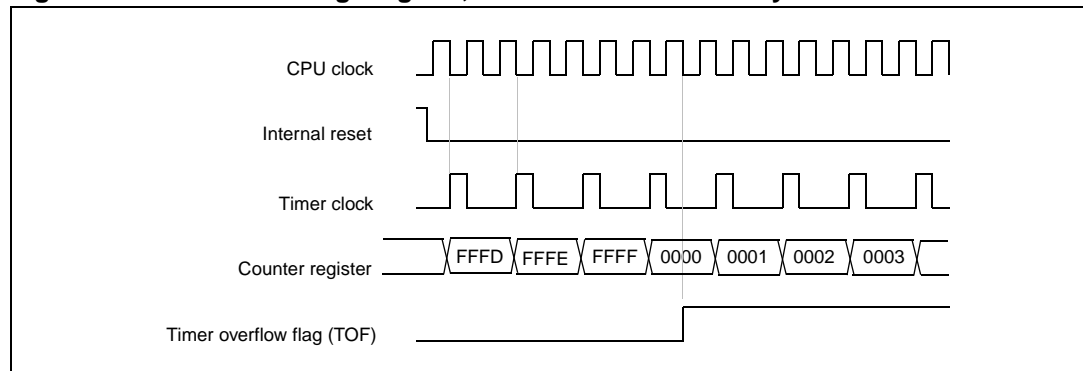 CPU clock
Internal reset
Timer clock
Counter register FFFD FFFE FFFF 0000 0001 0002 0003
Timer overflow flag (TOF)